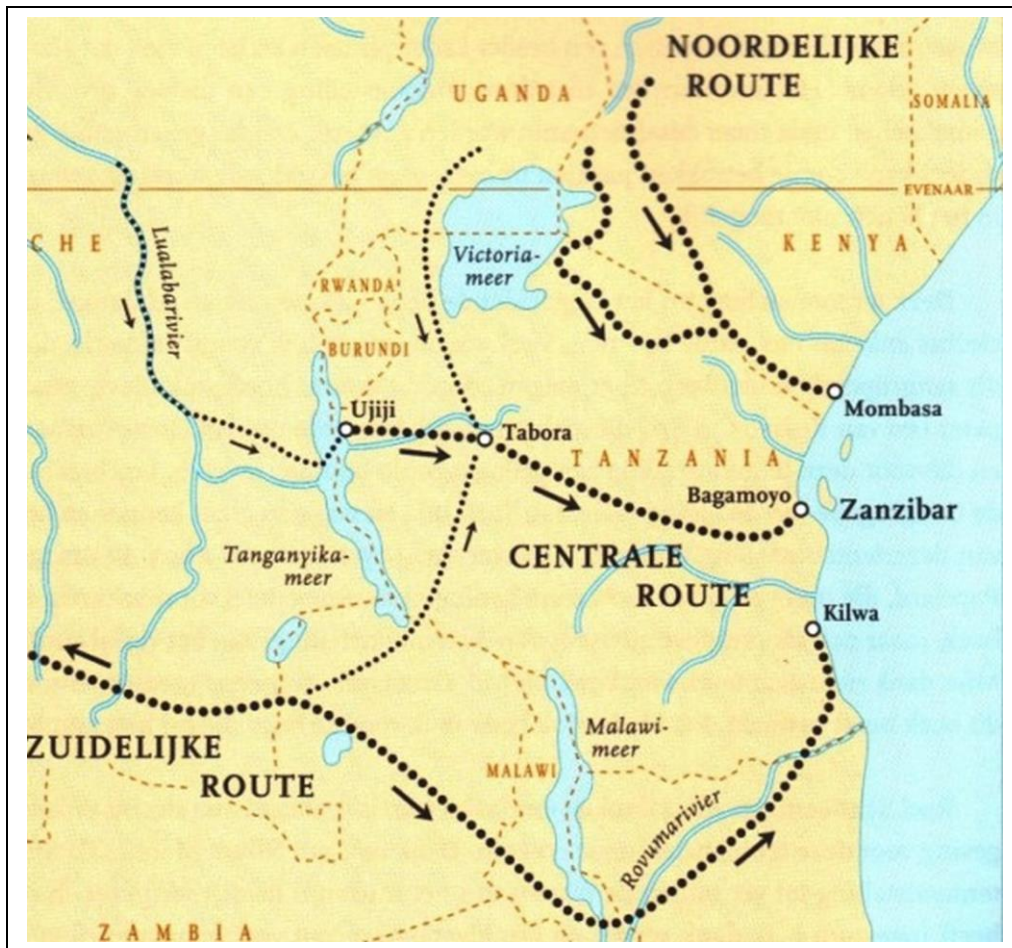 NOORDELIJKE
ROUTE
UGANDA
SOMALIA
EVENAAR
CHE
KENYA
Lualabarivier
Victoria-
meer
RWANDA
BURUNDI
Ujiji
Mombasa
Tabora
TANZANIA
Bagamoyo
Zanzibar
Tanganyika-
meer
CENTRALE
ROUTE
Kilwa
ZUIDELIJKE
ROUTE
Malawi-
meer
MALAWI
Rovumarivier
ZAMBIA